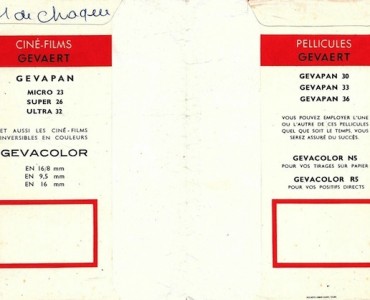 de Chaque
CINÉ-FILMS
GEVAERT
GEVAPAN
MICRO 23
SUPER 26
ULTRA 32
ET AUSSI LES CINÉ-FILMS
INVERSIBLES EN COULEURS
GEVACOLOR
EN 16/8 mm
EN 9,5 mm
EN 16 mm
PELLICULES
GEVAERT
GEVAPAN 30
GEVAPAN 33
GEVAPAN 36
VOUS POUVEZ EMPLOYER L'UNE
OU L'AUTRE DE CES PELLICULES
QUEL QUE SOIT LE TEMPS, VOUS
SEREZ ASSURÉ DU SUCCÈS.
GEVACOLOR N5
POUR VOS TIRAGES SUR PAPIER
GEVACOLOR R5
POUR VOS POSITIFS DIRECTS